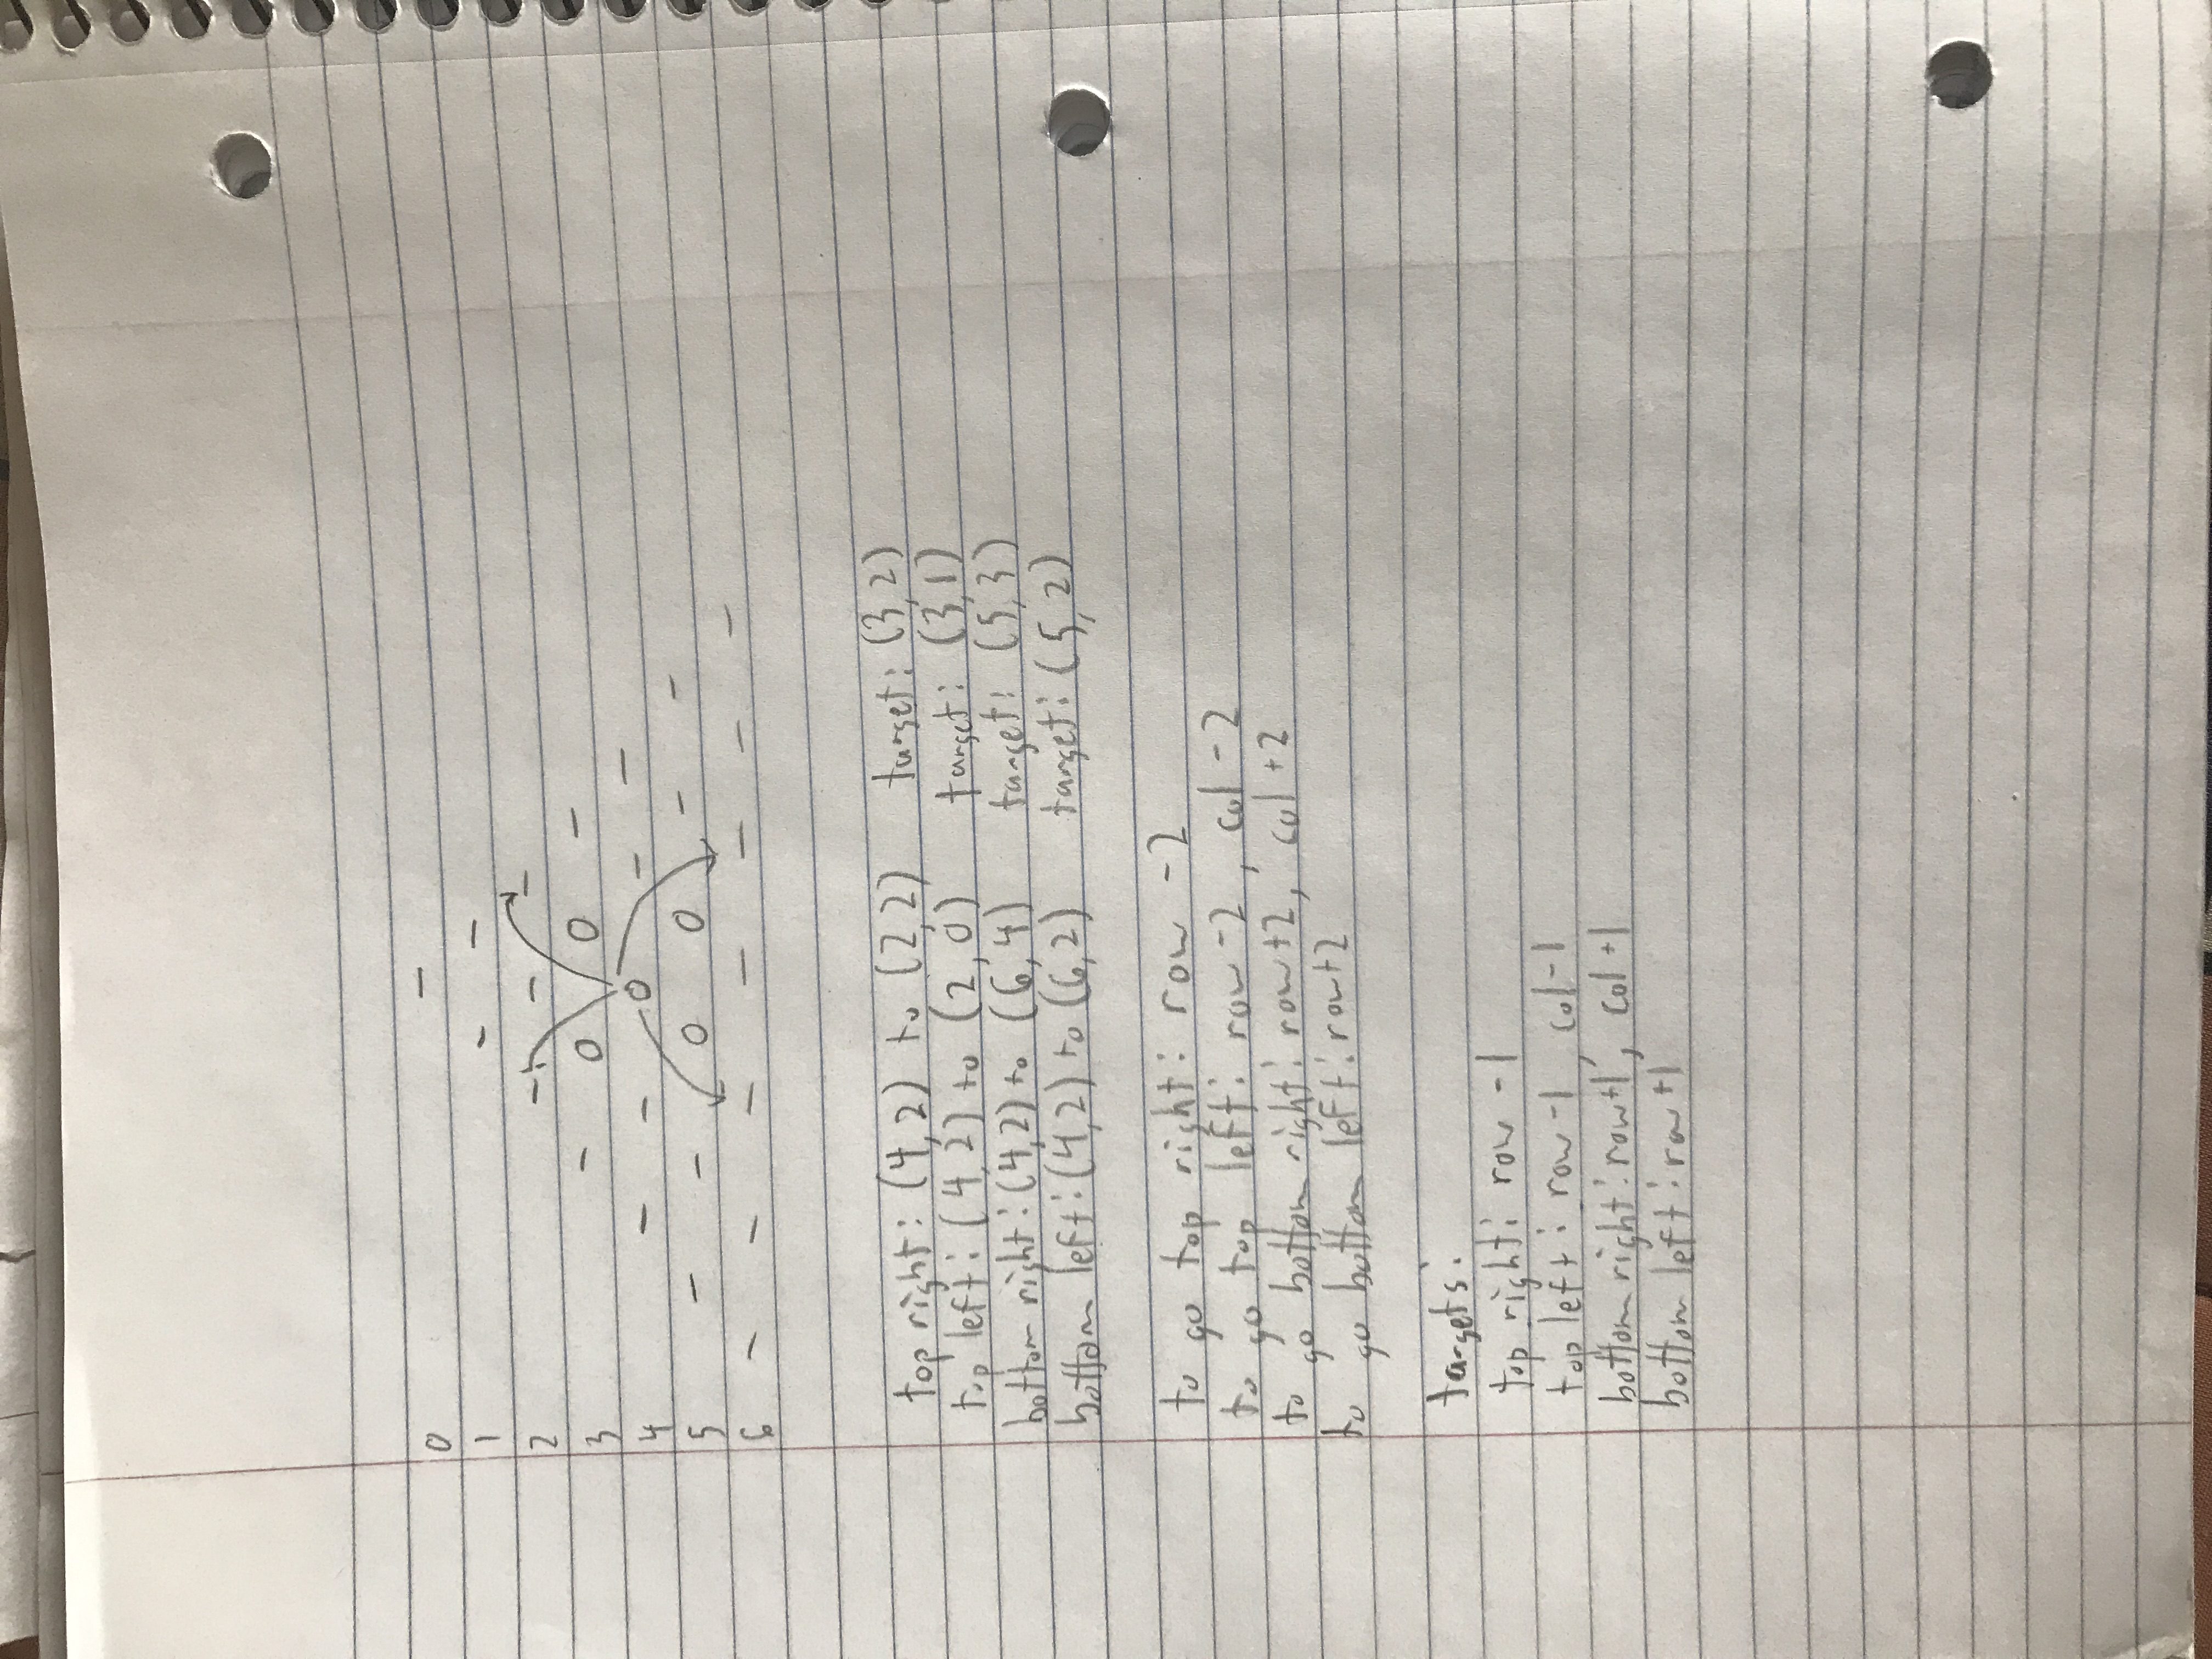 0 -
1 - -
2 - - -
3 - O O -
4 - - O - -
5 - - O O - -
6 - - - - - - -
top right: (4,2) to (2,2) target: (3,2)
top left: (4,2) to (2,0) target: (3,1)
bottom right: (4,2) to (6,4) target: (5,3)
bottom left: (4,2) to (6,2) target: (5,2)
to go top right: row -2
to go top left: row -2, col -2
to go bottom right: row+2, col +2
to go bottom left: row+2
targets:
top right: row -1
top left: row -1, col -1
bottom right: row+1, col +1
bottom left: row +1